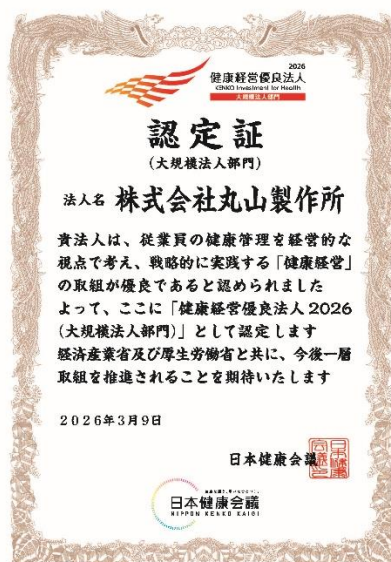 2026
健康経営優良法人
KENKO Investment for Health
大規模法人部門
認定証
(大規模法人部門)
法人名 株式会社丸山製作所
貴法人は、従業員の健康管理を経営的な
視点で考え、戦略的に実践する「健康経営」
の取組が優良であると認められました
よって、ここに「健康経営優良法人2026
(大規模法人部門)」として認定します
経済産業省及び厚生労働省と共に、今後一層
取組を推進されることを期待いたします
2026年3月9日
日本健康会議
日本健康会議
NIPPON KENKO KAIGI